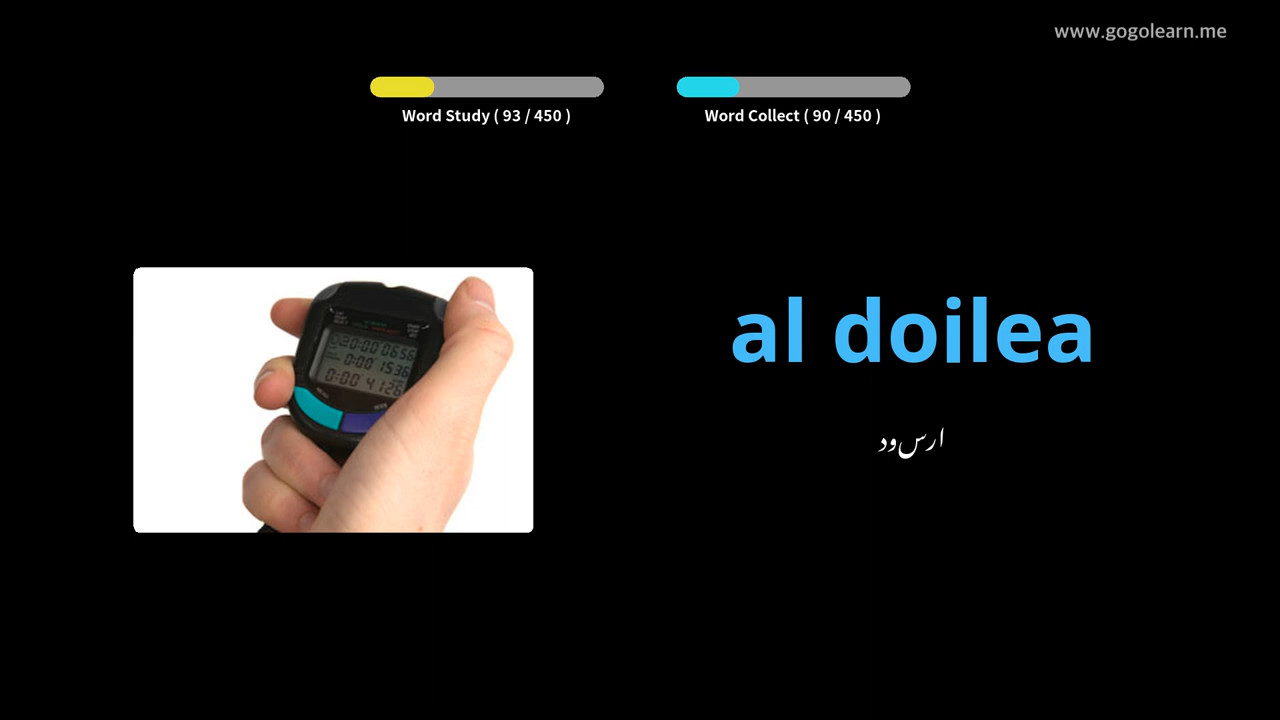 www.gogolearn.me
Word Study ( 93 / 450 )
Word Collect ( 90 / 450 )
al doilea
ارس‌ود